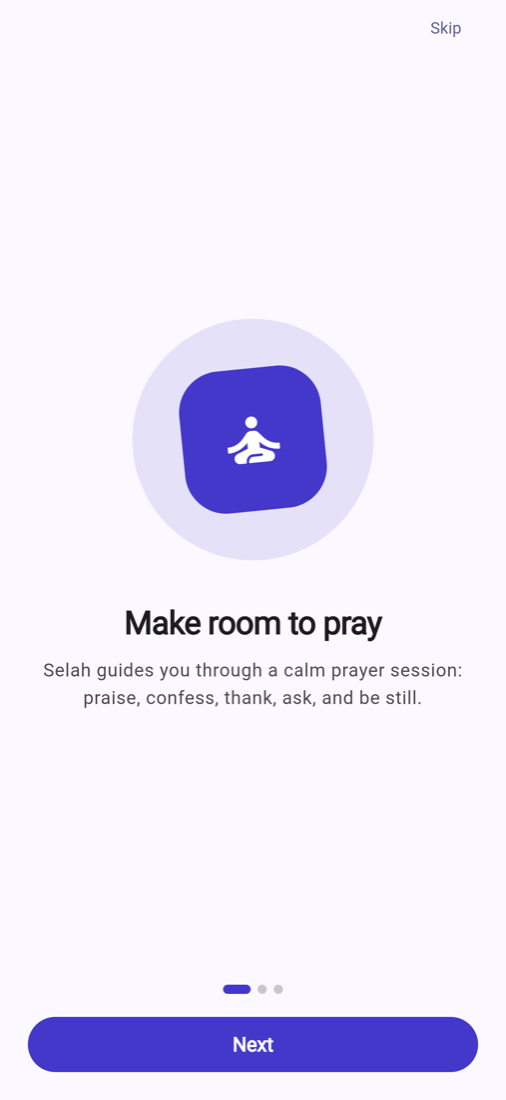 Skip
Make room to pray
Selah guides you through a calm prayer session:
praise, confess, thank, ask, and be still.
Next